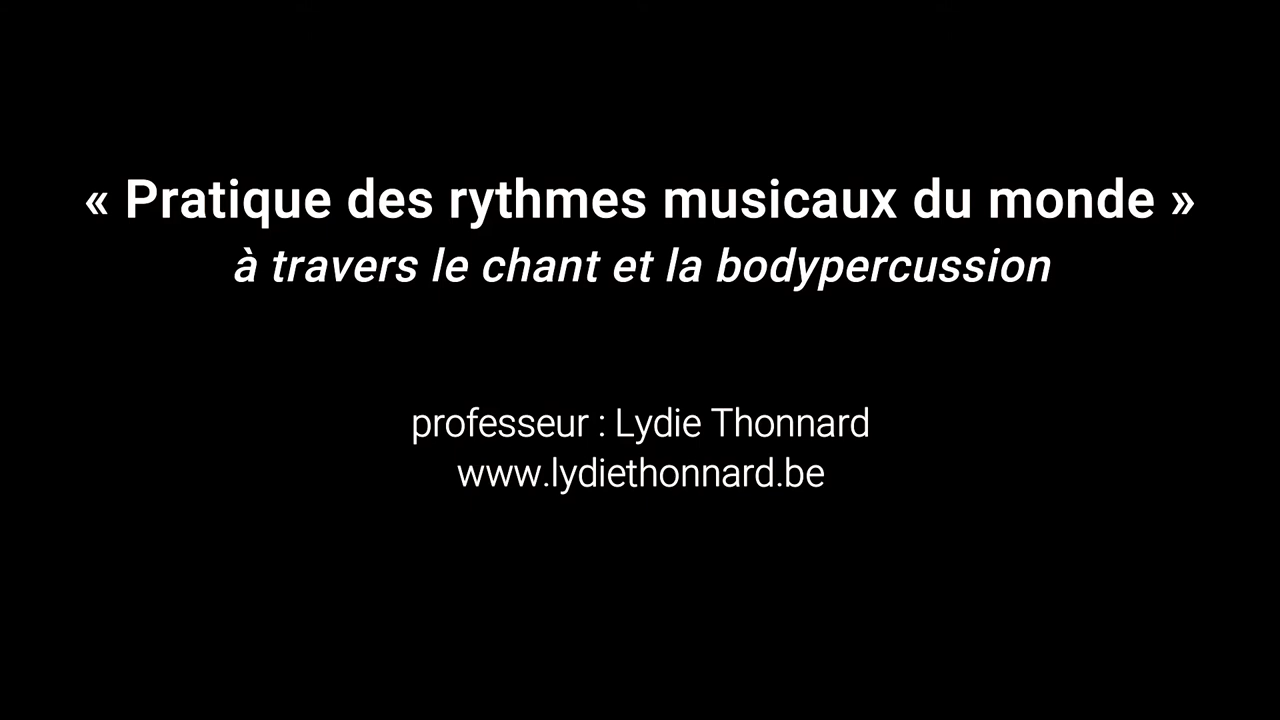 « Pratique des rythmes musicaux du monde »
à travers le chant et la bodypercussion
professeur : Lydie Thonnard
www.lydiethonnard.be